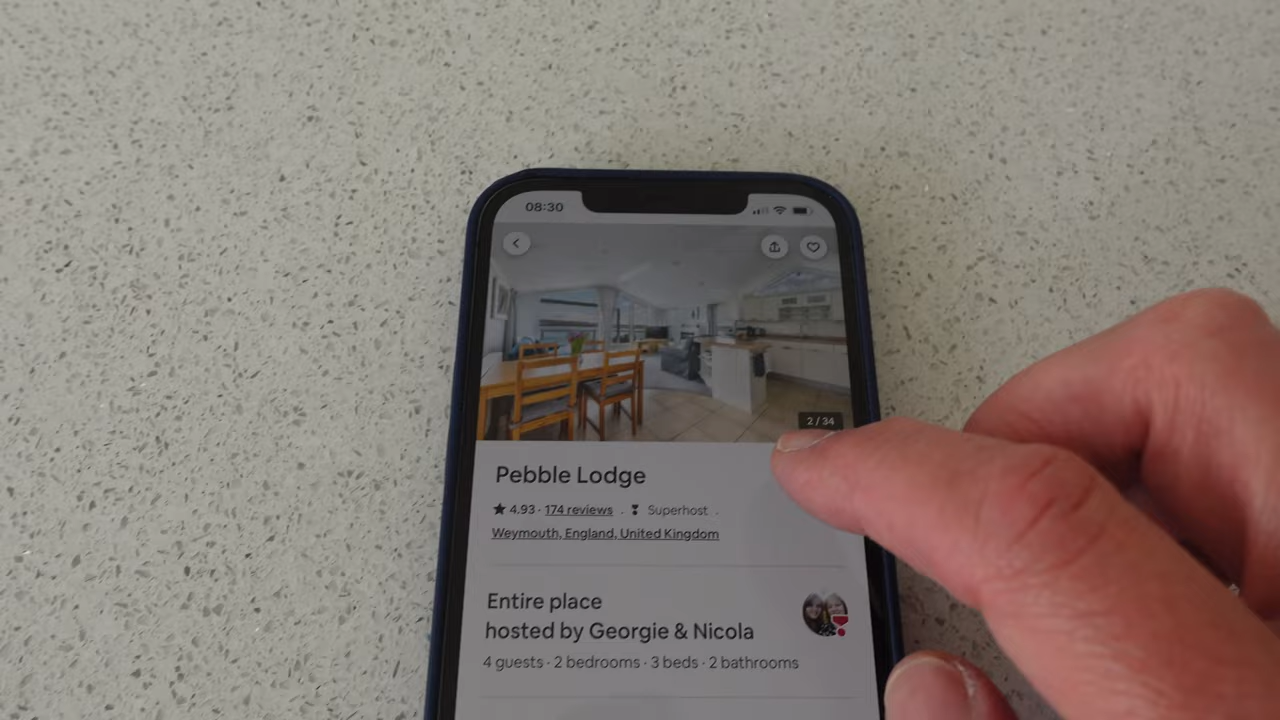 08:30
2 / 34
Pebble Lodge
4.93 · 174 reviews · Superhost ·
Weymouth, England, United Kingdom
Entire place
hosted by Georgie & Nicola
4 guests · 2 bedrooms · 3 beds · 2 bathrooms